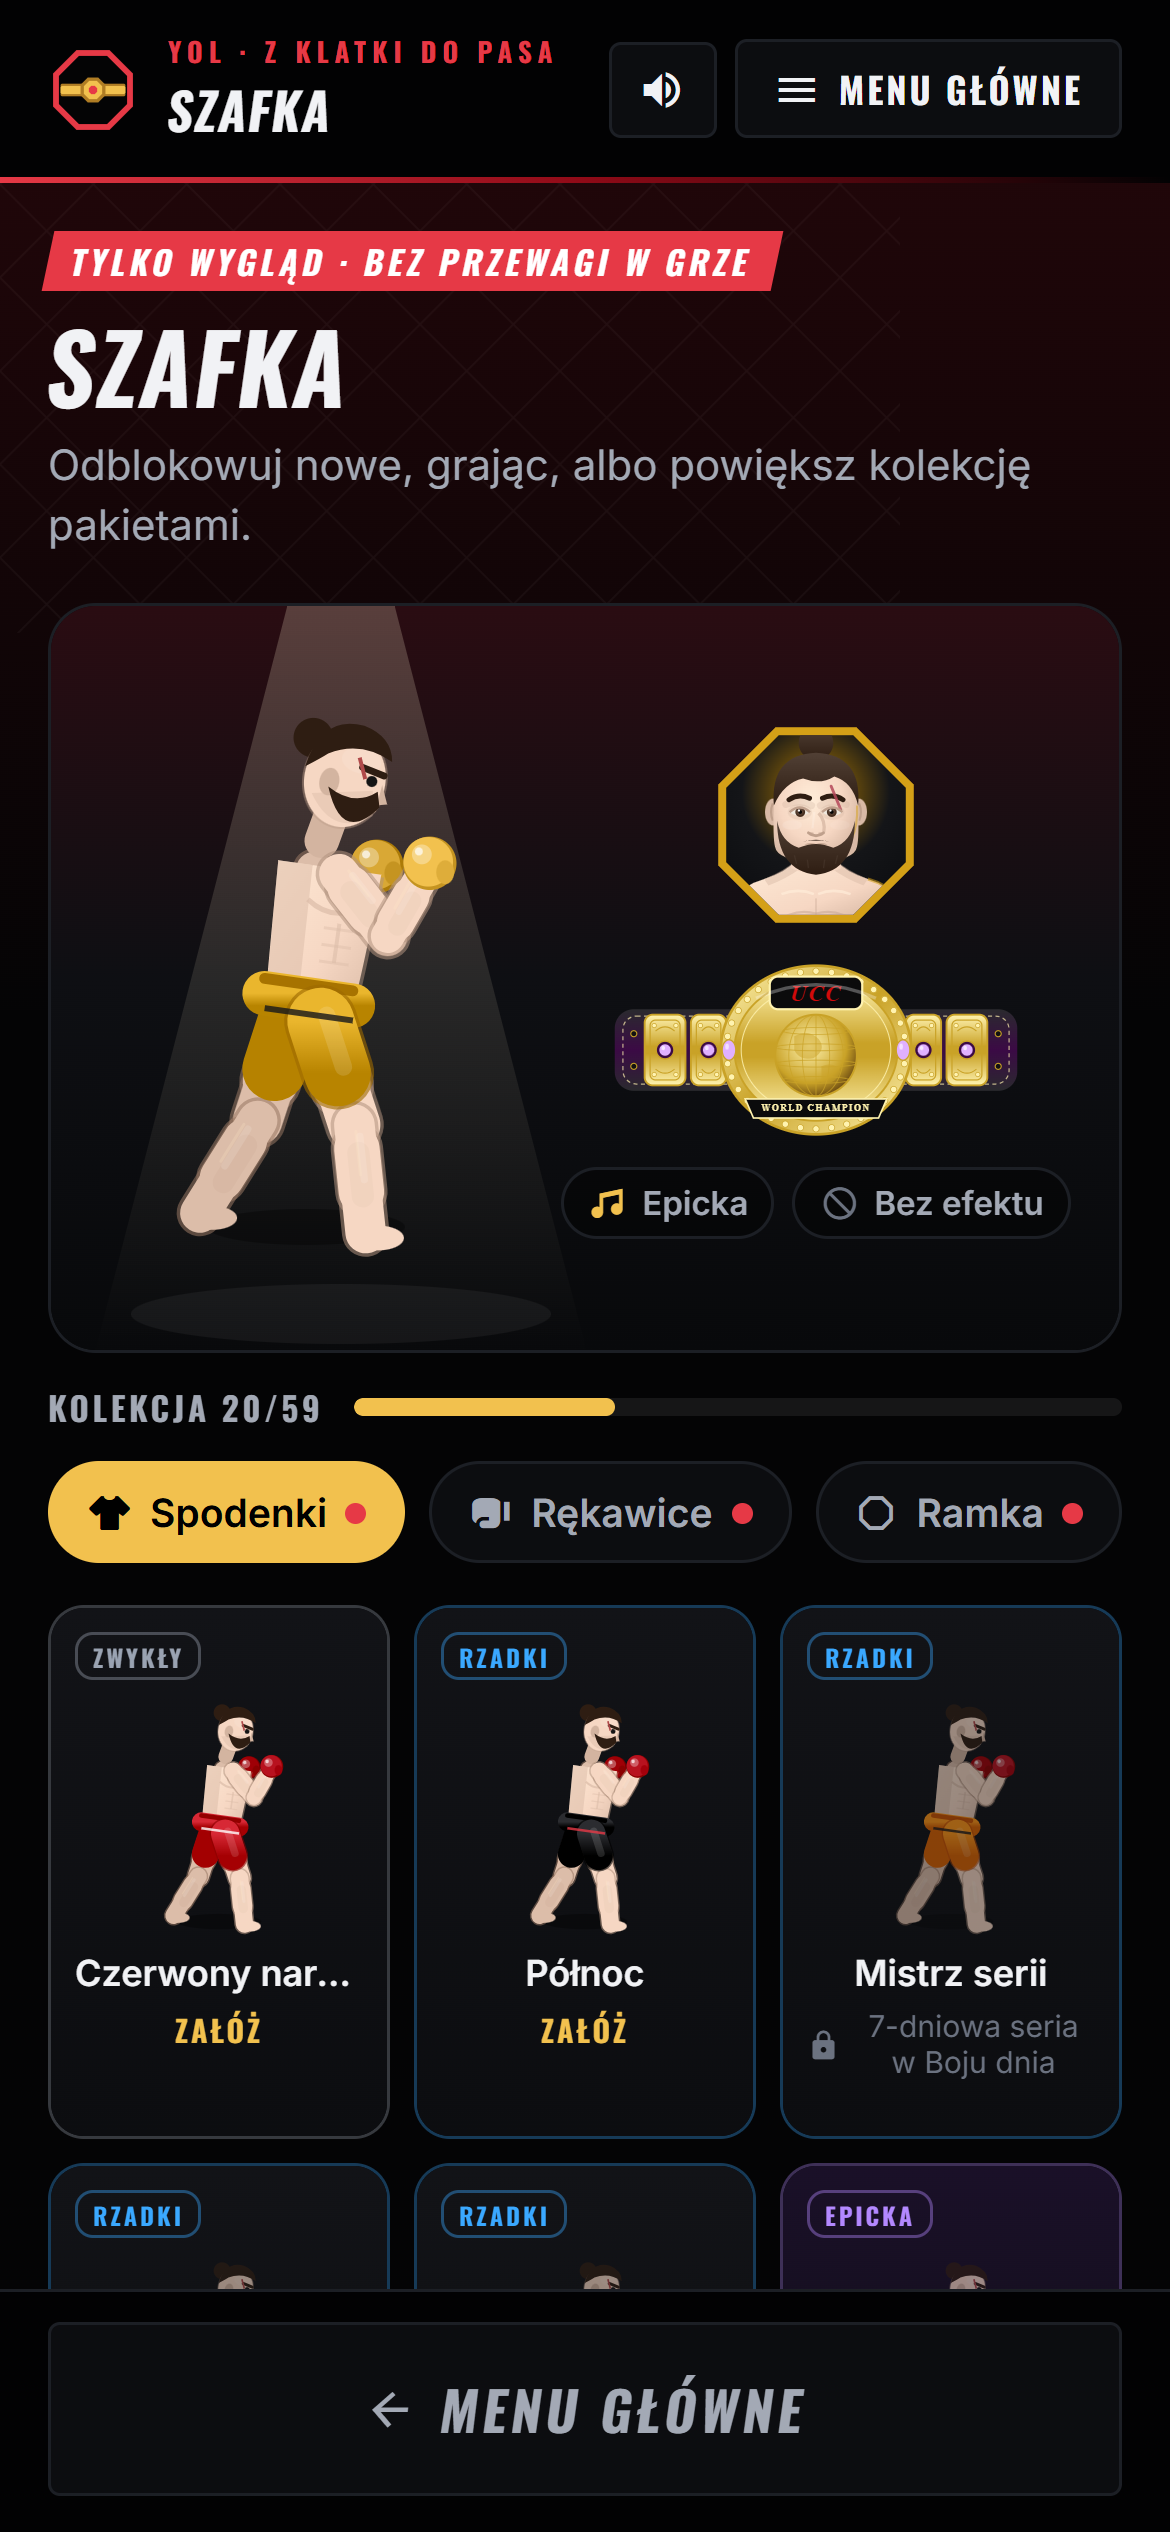 YOL · Z KLATKI DO PASA
SZAFKA
MENU GŁÓWNE
TYLKO WYGLĄD · BEZ PRZEWAGI W GRZE
SZAFKA
Odblokowuj nowe, grając, albo powiększ kolekcję
pakietami.
UCC
WORLD CHAMPION
Epicka
Bez efektu
KOLEKCJA 20/59
Spodenki
Rękawice
Ramka
ZWYKŁY
RZADKI
RZADKI
Czerwony nar...
Północ
Mistrz serii
ZAŁÓŻ
ZAŁÓŻ
7-dniowa seria
w Boju dnia
RZADKI
RZADKI
EPICKA
MENU GŁÓWNE